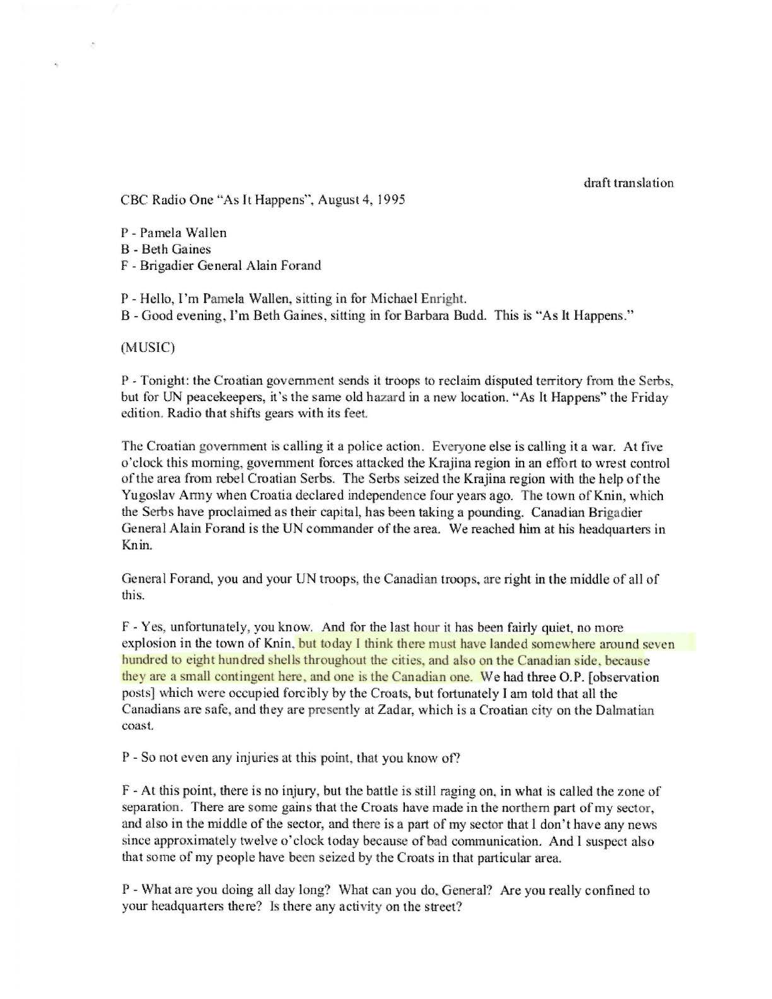 draft translation
CBC Radio One “As It Happens”, August 4, 1995
P - Pamela Wallen
B - Beth Gaines
F - Brigadier General Alain Forand
P - Hello, I’m Pamela Wallen, sitting in for Michael Enright.
B - Good evening, I’m Beth Gaines, sitting in for Barbara Budd. This is “As It Happens.”
(MUSIC)
P - Tonight: the Croatian government sends it troops to reclaim disputed territory from the Serbs,
but for UN peacekeepers, it’s the same old hazard in a new location. “As It Happens” the Friday
edition. Radio that shifts gears with its feet.
The Croatian government is calling it a police action. Everyone else is calling it a war. At five
o’clock this morning, government forces attacked the Krajina region in an effort to wrest control
of the area from rebel Croatian Serbs. The Serbs seized the Krajina region with the help of the
Yugoslav Army when Croatia declared independence four years ago. The town of Knin, which
the Serbs have proclaimed as their capital, has been taking a pounding. Canadian Brigadier
General Alain Forand is the UN commander of the area. We reached him at his headquarters in
Knin.
General Forand, you and your UN troops, the Canadian troops, are right in the middle of all of
this.
F - Yes, unfortunately, you know. And for the last hour it has been fairly quiet, no more
explosion in the town of Knin, but today I think there must have landed somewhere around seven
hundred to eight hundred shells throughout the cities, and also on the Canadian side, because
they are a small contingent here, and one is the Canadian one. We had three O.P. [observation
posts] which were occupied forcibly by the Croats, but fortunately I am told that all the
Canadians are safe, and they are presently at Zadar, which is a Croatian city on the Dalmatian
coast.
P - So not even any injuries at this point, that you know of?
F - At this point, there is no injury, but the battle is still raging on, in what is called the zone of
separation. There are some gains that the Croats have made in the northern part of my sector,
and also in the middle of the sector, and there is a part of my sector that I don’t have any news
since approximately twelve o’clock today because of bad communication. And I suspect also
that some of my people have been seized by the Croats in that particular area.
P - What are you doing all day long? What can you do, General? Are you really confined to
your headquarters there? Is there any activity on the street?